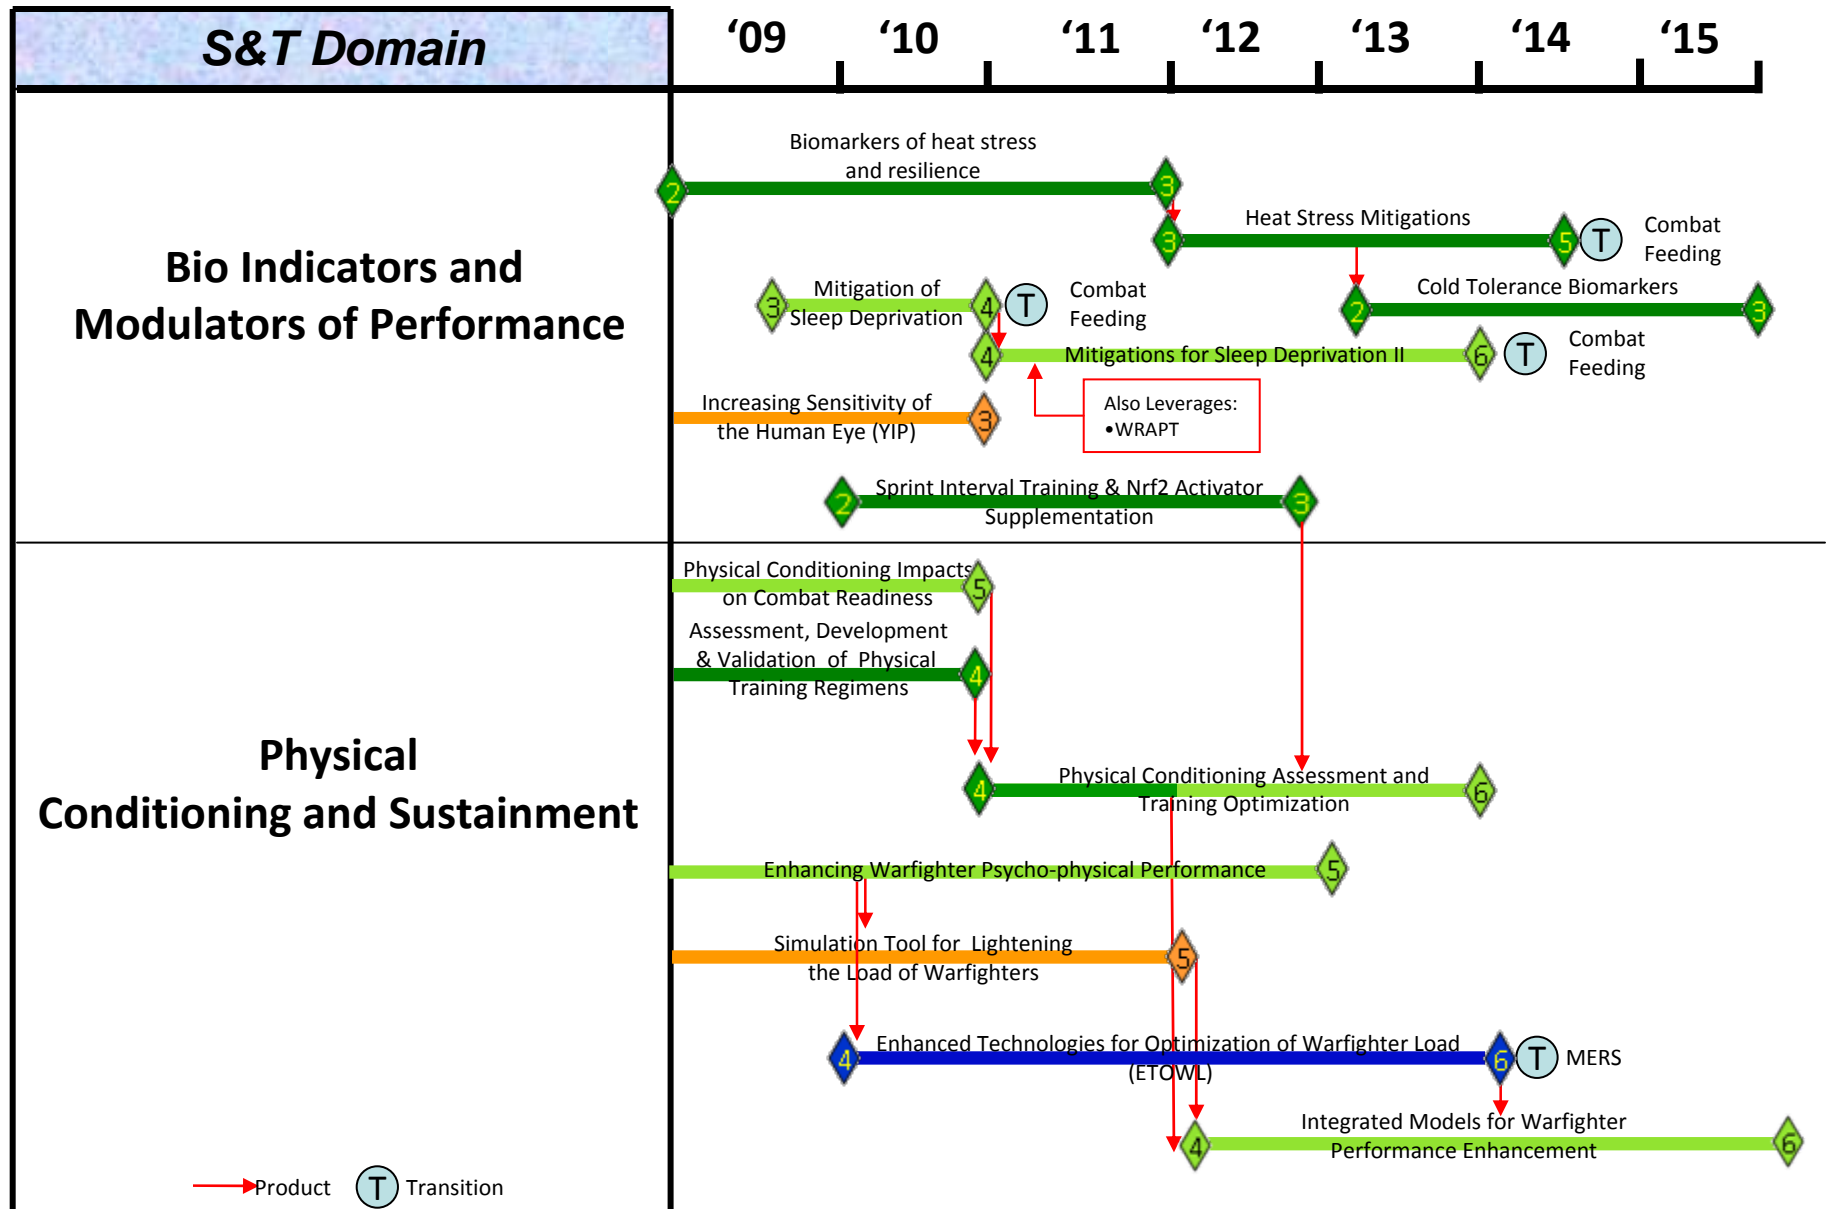 S&T Domain
‘09 ‘10 ‘11 ‘12 ‘13 ‘14 ‘15
Bio Indicators and
Modulators of Performance
Biomarkers of heat stress
and resilience
2 3
Heat Stress Mitigations
3 5 T
Combat
Feeding
Mitigation of
Sleep Deprivation
3 4 T
Combat
Feeding
Cold Tolerance Biomarkers
2 3
4 Mitigations for Sleep Deprivation II 6 T
Combat
Feeding
Increasing Sensitivity of
the Human Eye (YIP)
3
Also Leverages:
•WRAPT
Sprint Interval Training & Nrf2 Activator
Supplementation
2 3
Physical
Conditioning and Sustainment
Physical Conditioning Impacts
on Combat Readiness
5
Assessment, Development
& Validation of Physical
Training Regimens
4
Physical Conditioning Assessment and
Training Optimization
4 6
Enhancing Warfighter Psycho-physical Performance 5
Simulation Tool for Lightening
the Load of Warfighters
5
Enhanced Technologies for Optimization of Warfighter Load
(ETOWL)
4 6 T MERS
Integrated Models for Warfighter
Performance Enhancement
4 6
Product T Transition